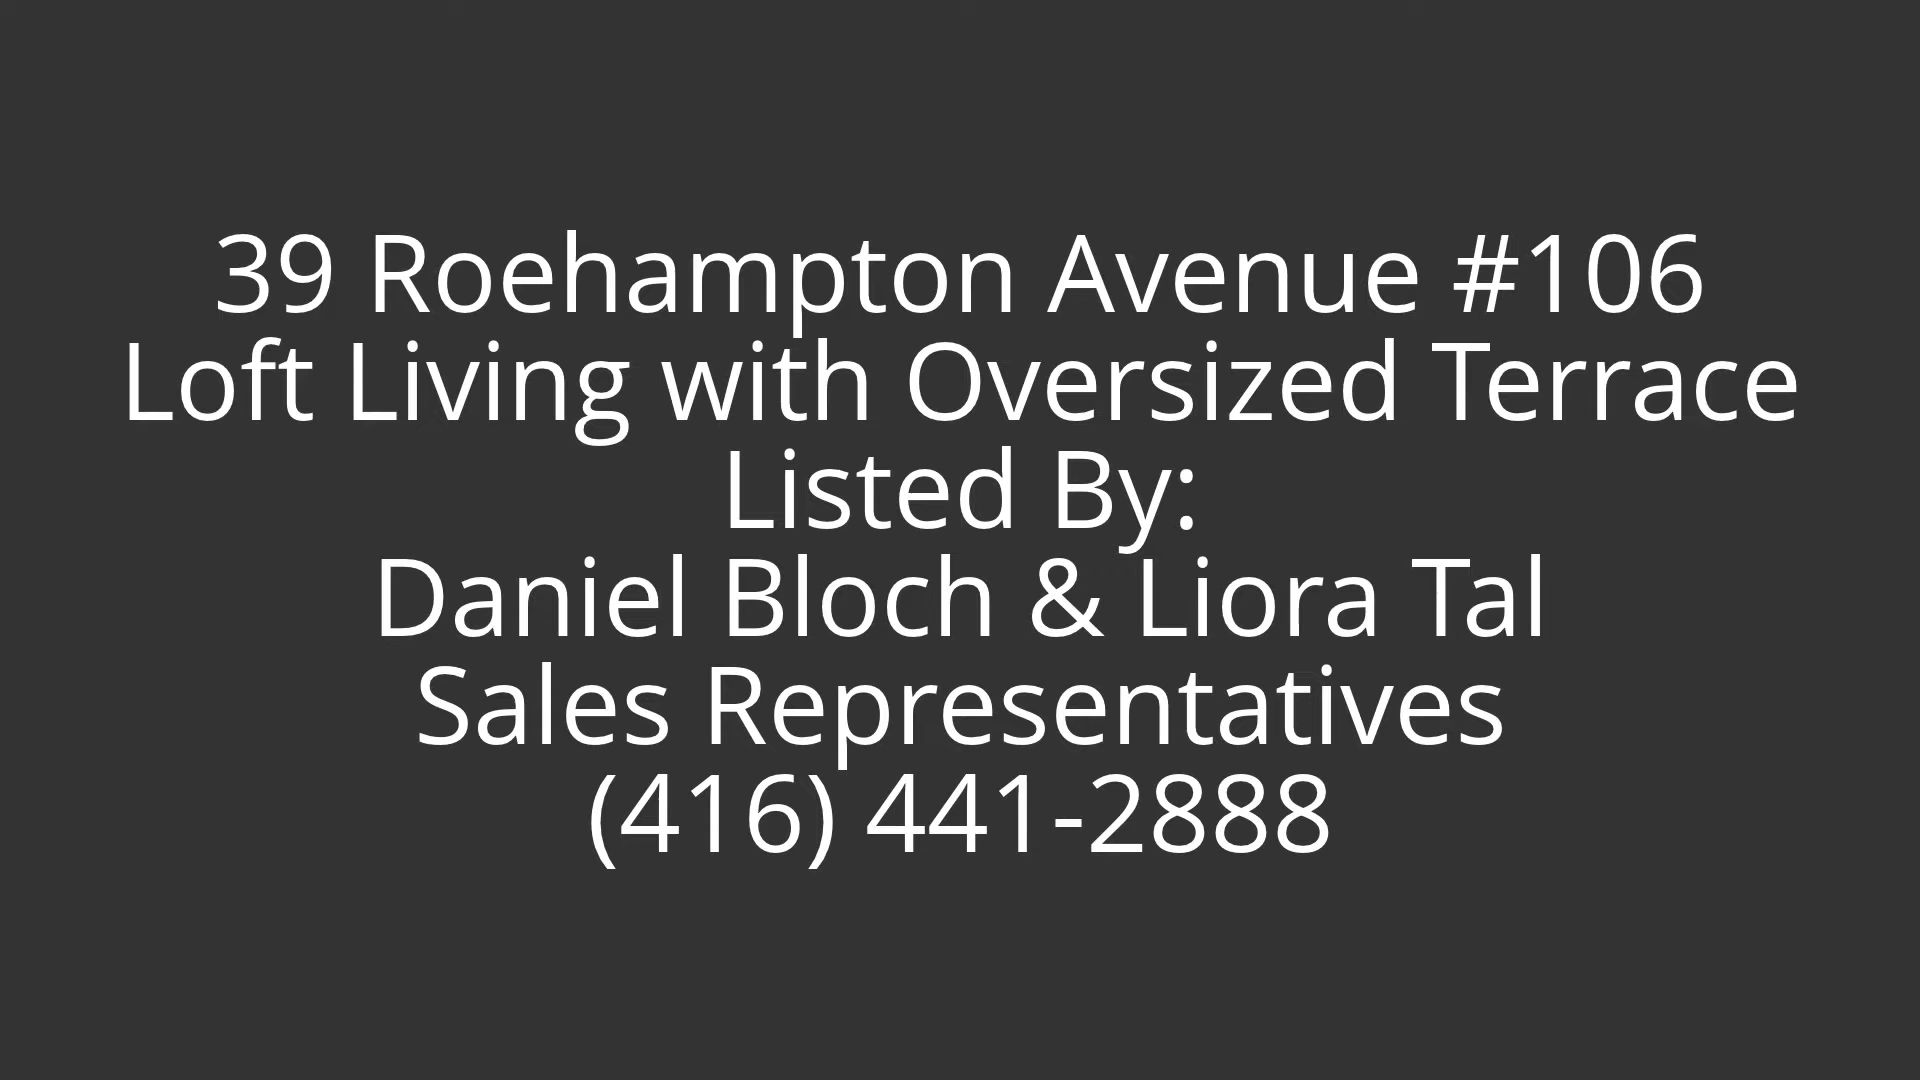 39 Roehampton Avenue #106
Loft Living with Oversized Terrace
Listed By:
Daniel Bloch & Liora Tal
Sales Representatives
(416) 441-2888